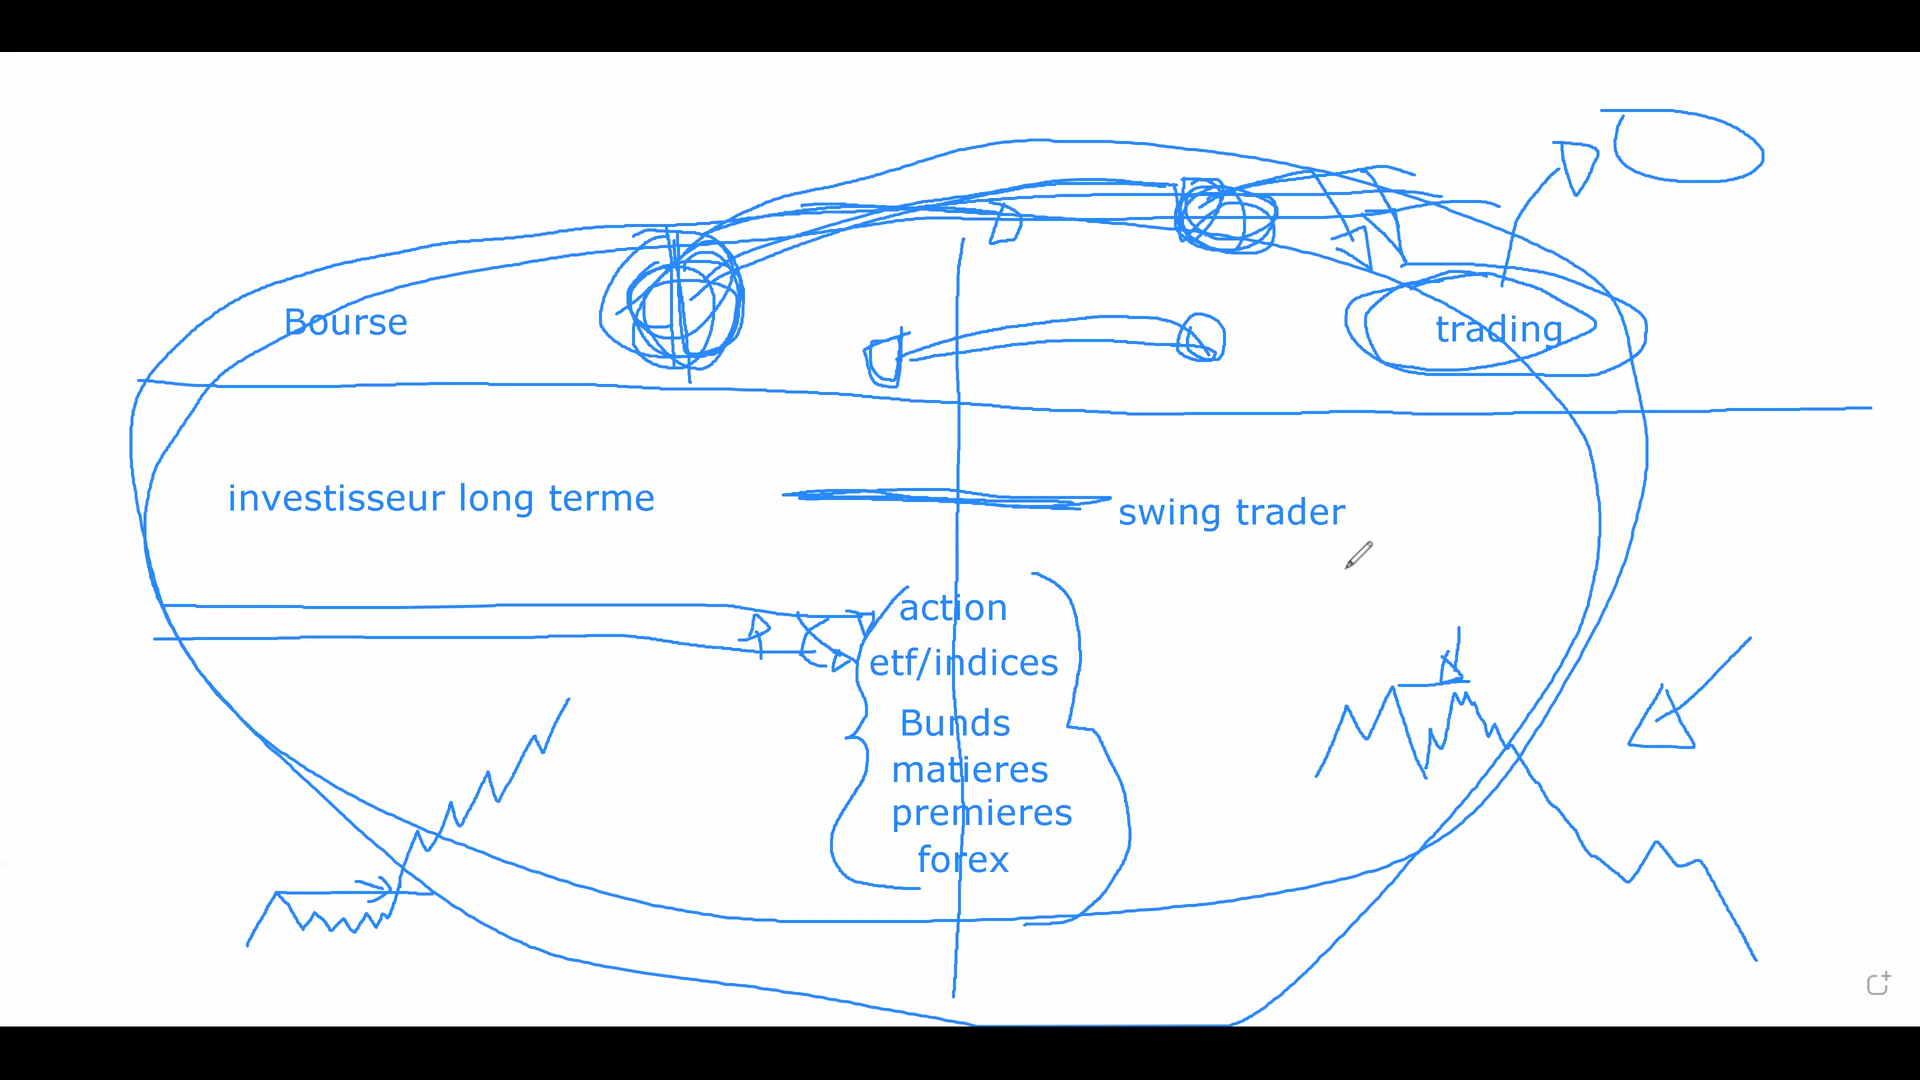 Bourse
trading
investisseur long terme
swing trader
action
etf/indices
Bunds
matieres
premieres
forex